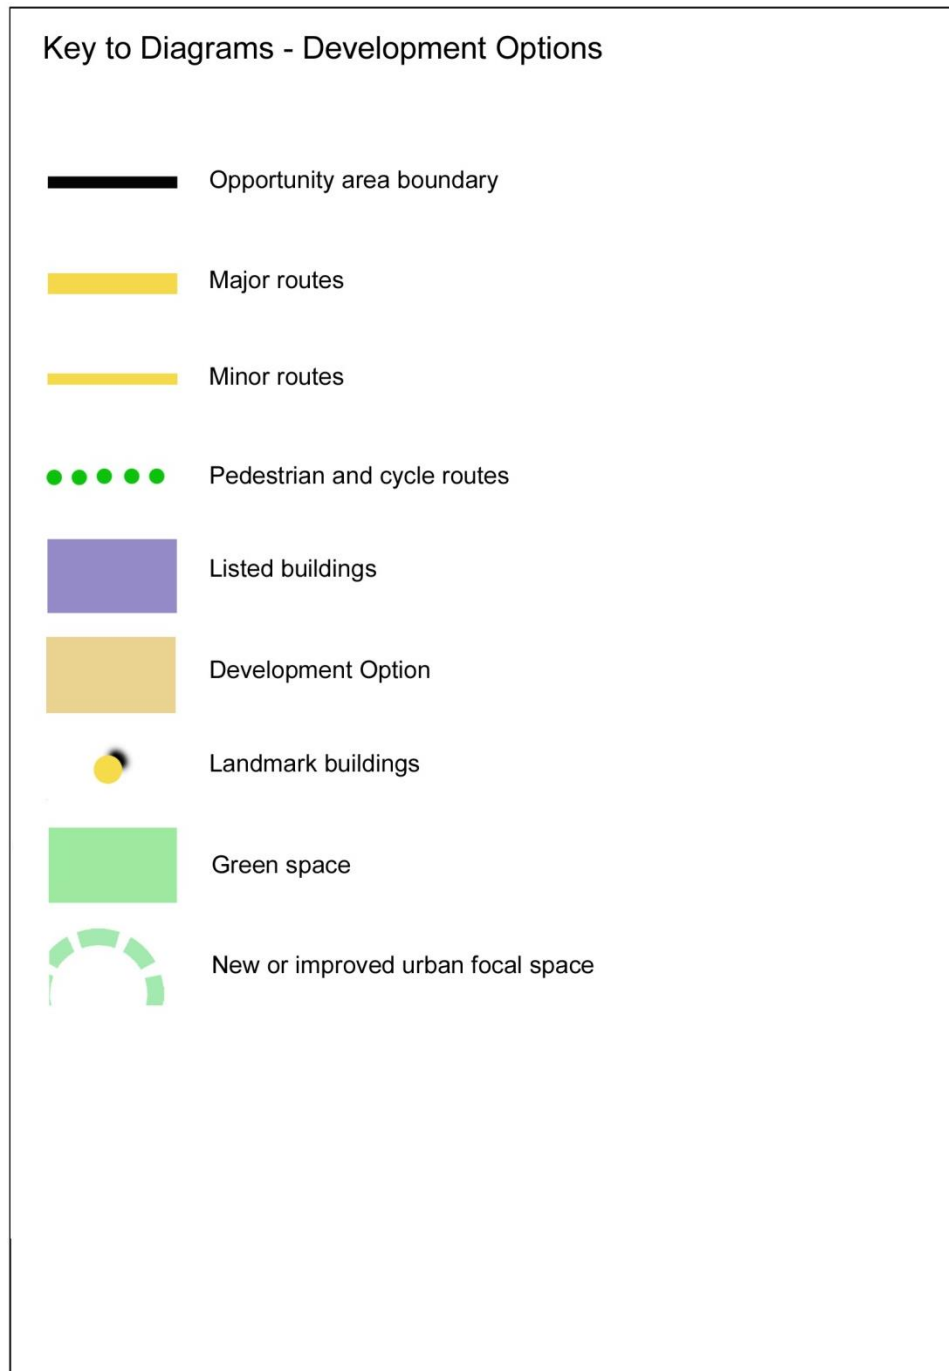 Key to Diagrams - Development Options
Opportunity area boundary
Major routes
Minor routes
Pedestrian and cycle routes
Listed buildings
Development Option
Landmark buildings
Green space
New or improved urban focal space